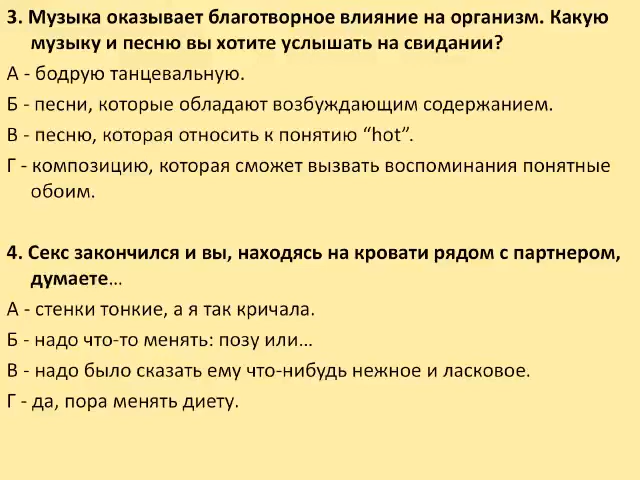 3. Музыка оказывает благотворное влияние на организм. Какую
музыку и песню вы хотите услышать на свидании?
А - бодрую танцевальную.
Б - песни, которые обладают возбуждающим содержанием.
В - песню, которая относить к понятию “hot”.
Г - композицию, которая сможет вызвать воспоминания понятные
обоим.
4. Секс закончился и вы, находясь на кровати рядом с партнером,
думаете…
А - стенки тонкие, а я так кричала.
Б - надо что-то менять: позу или…
В - надо было сказать ему что-нибудь нежное и ласковое.
Г - да, пора менять диету.